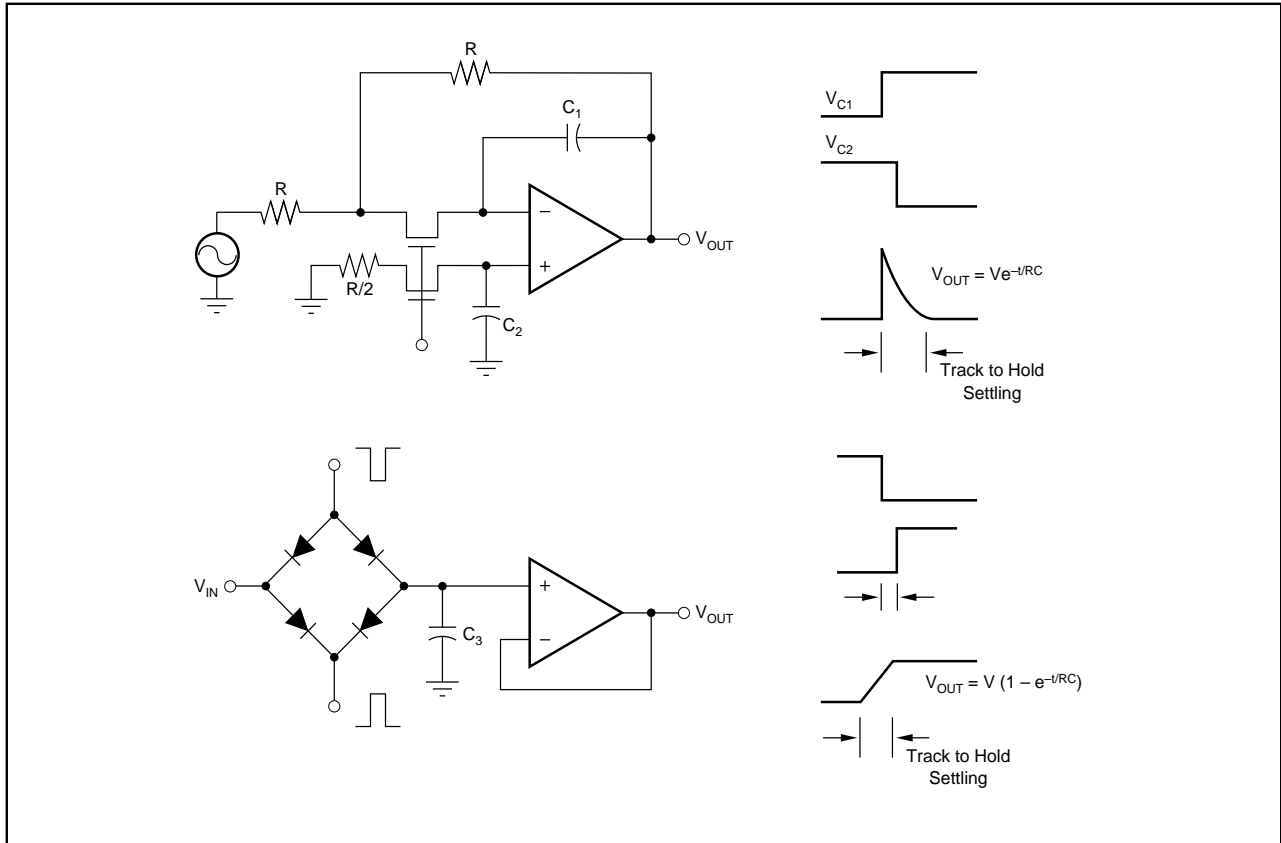 R
C1
VC1
VC2
R
−
+
VOUT
R/2
C2
VOUT = Ve–t/RC
Track to Hold
Settling
VIN
+
−
C3
VOUT
VOUT = V (1 – e–t/RC)
Track to Hold
Settling